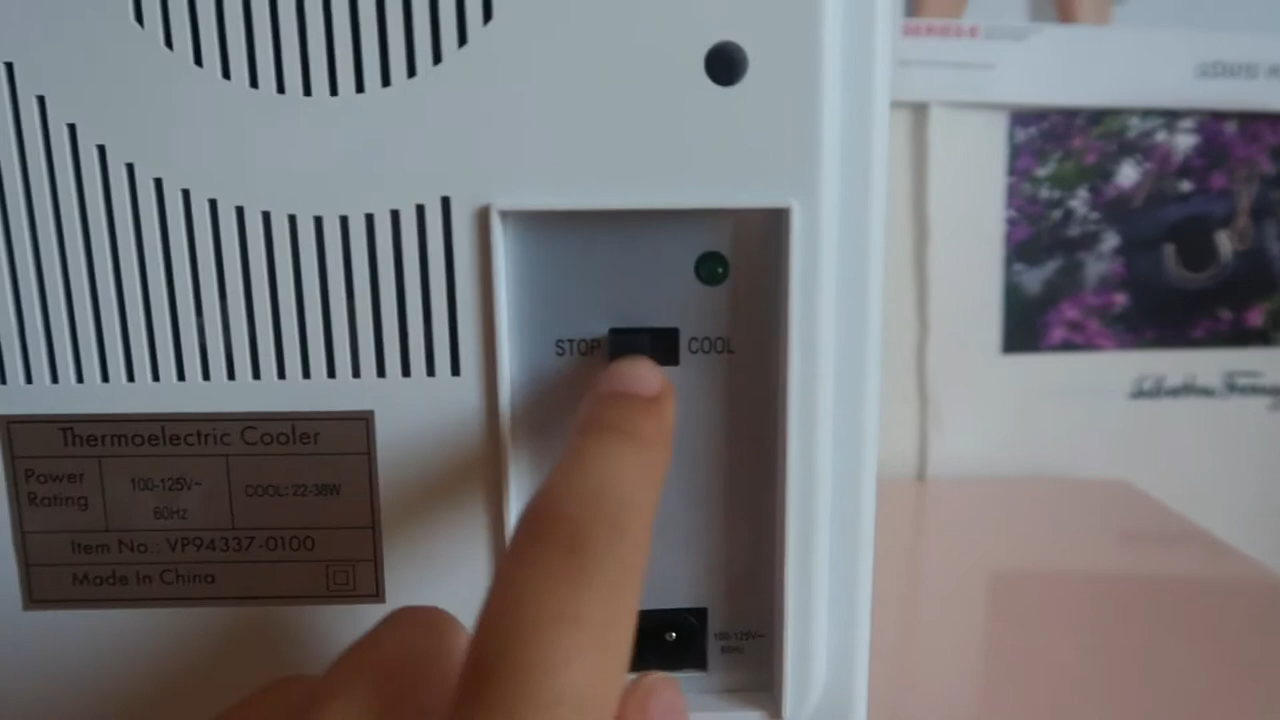 STOP COOL
Thermoelectric Cooler
Power Rating 100-125V~ 60Hz COOL: 22-38W
Item No.: VP94337-0100
Made In China
100-125V~
60Hz